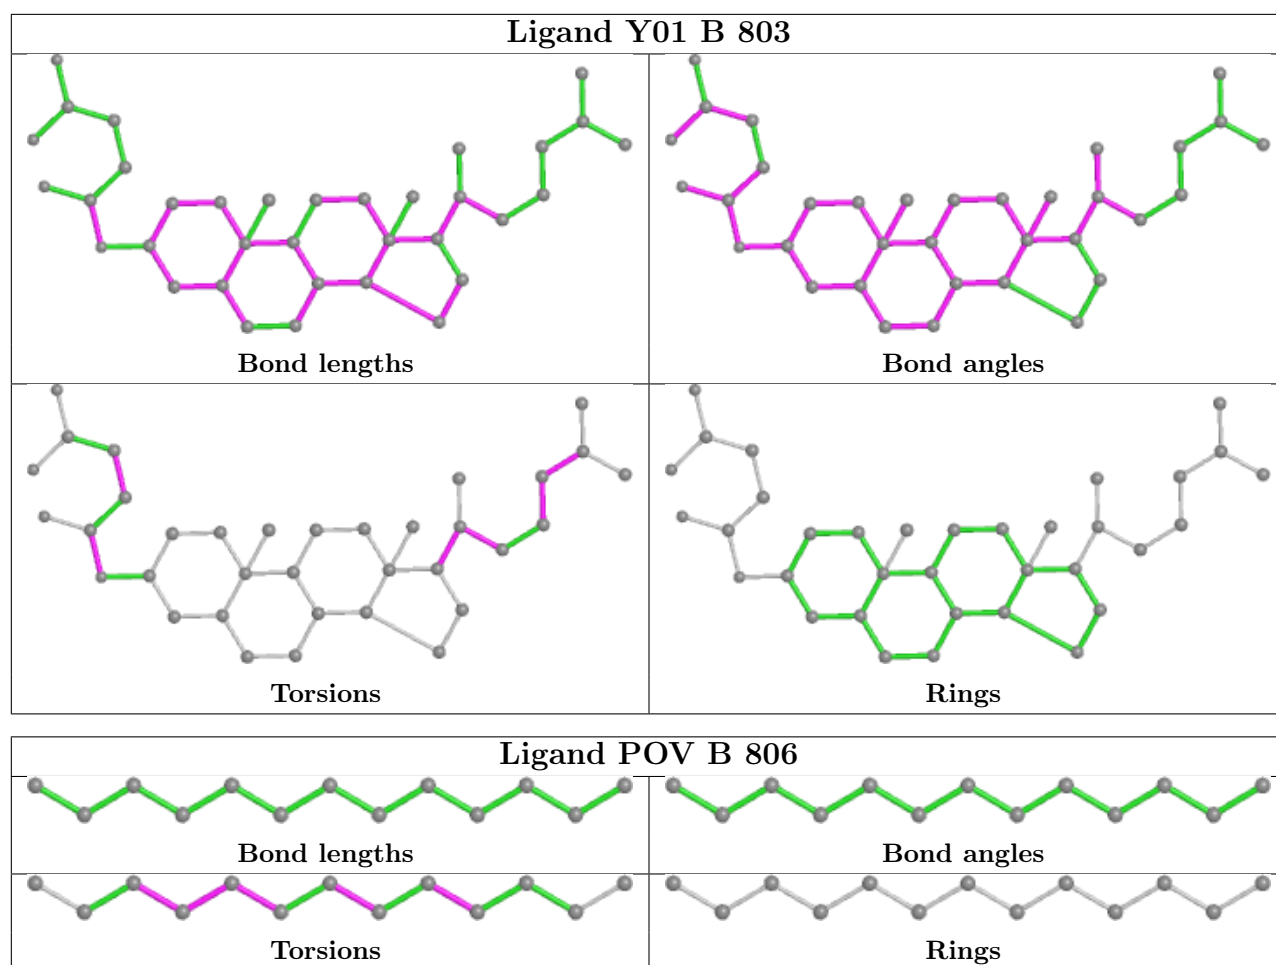 Ligand Y01 B 803
Bond lengths
Bond angles
Torsions
Rings
Ligand POV B 806
Bond lengths
Bond angles
Torsions
Rings